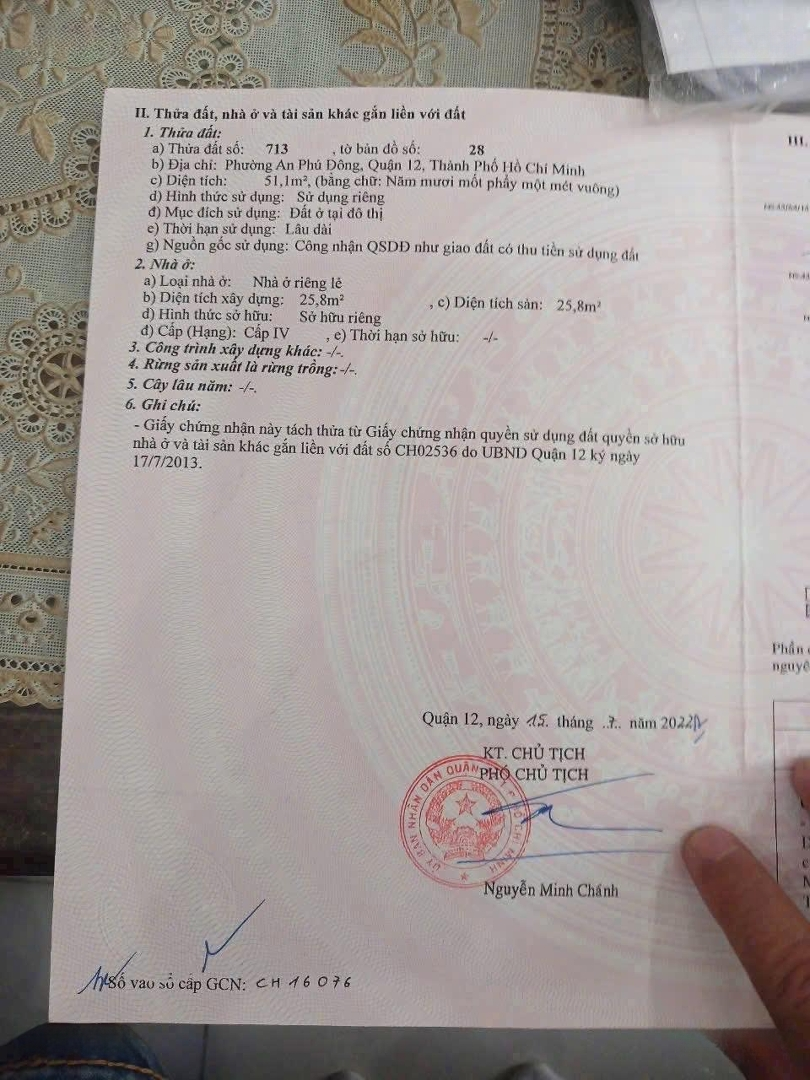 II. Thửa đất, nhà ở và tài sản khác gắn liền với đất
1. Thửa đất:
a) Thửa đất số: 713 , tờ bản đồ số: 28
b) Địa chỉ: Phường An Phú Đông, Quận 12, Thành Phố Hồ Chí Minh
c) Diện tích: 51,1m², (bằng chữ: Năm mươi mốt phẩy một mét vuông)
d) Hình thức sử dụng: Sử dụng riêng
đ) Mục đích sử dụng: Đất ở tại đô thị
e) Thời hạn sử dụng: Lâu dài
g) Nguồn gốc sử dụng: Công nhận QSDĐ như giao đất có thu tiền sử dụng đất
2. Nhà ở:
a) Loại nhà ở: Nhà ở riêng lẻ
b) Diện tích xây dựng: 25,8m² , c) Diện tích sàn: 25,8m²
d) Hình thức sở hữu: Sở hữu riêng
đ) Cấp (Hạng): Cấp IV , e) Thời hạn sở hữu: -/-
3. Công trình xây dựng khác: -/-.
4. Rừng sản xuất là rừng trồng: -/-.
5. Cây lâu năm: -/-.
6. Ghi chú:
- Giấy chứng nhận này tách thửa từ Giấy chứng nhận quyền sử dụng đất quyền sở hữu
nhà ở và tài sản khác gắn liền với đất số CH02536 do UBND Quận 12 ký ngày
17/7/2013.
Quận 12, ngày 15. tháng .7. năm 2022
KT. CHỦ TỊCH
PHÓ CHỦ TỊCH
ỦY BAN NHÂN DÂN QUẬN
Nguyễn Minh Chánh
Số vào sổ cấp GCN: CH 16076
III.
Phần
nguyê